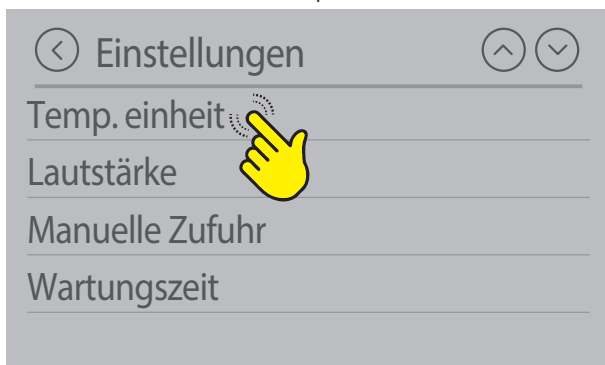 Einstellungen
Temp. einheit
Lautstärke
Manuelle Zufuhr
Wartungszeit